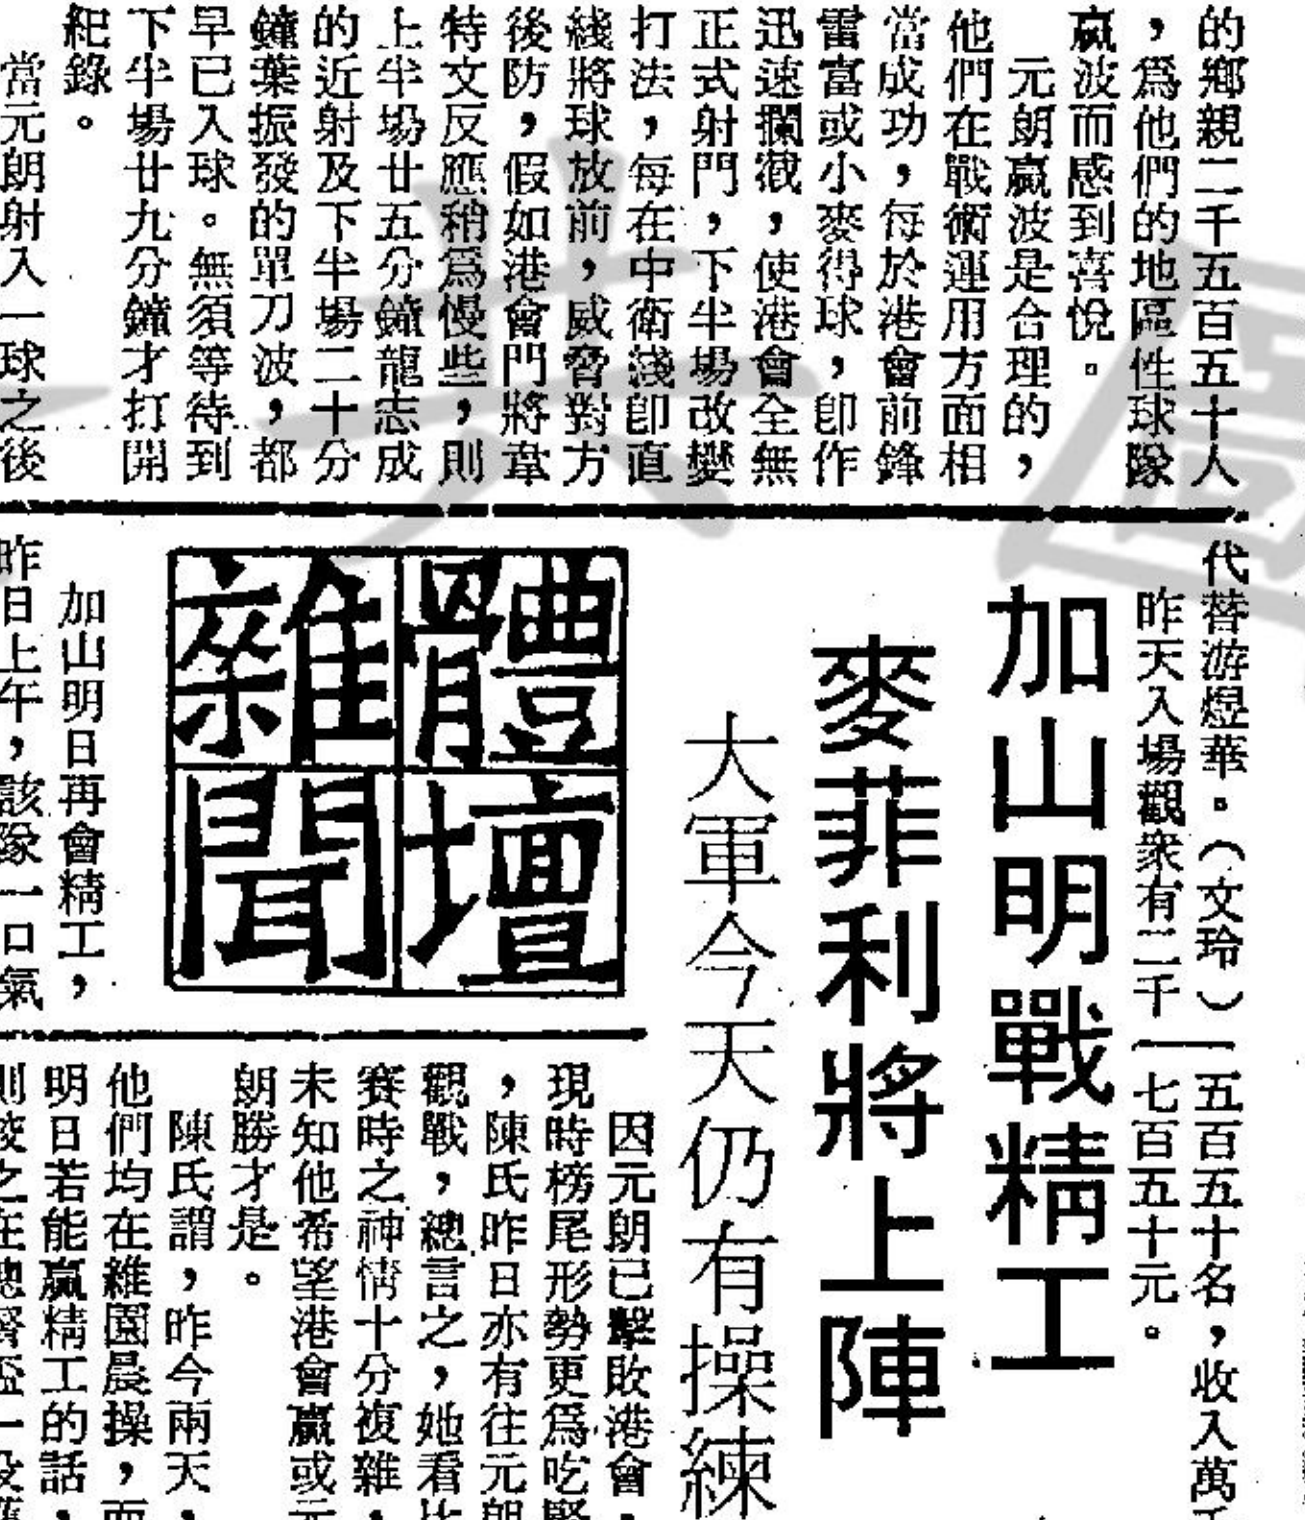 的鄉親二千五百五十人
，爲他們的地區性球隊
贏波而感到喜悅。
元朗贏波是合理的，
他們在戰術運用方面相
當成功，每於港會前鋒
雷富或小麥得球，卽作
迅速攔截，使港會全無
正式射門，下半場改變
打法，每在中衛綫卽直
綫將球放前，威脅對方
後防，假如港會門將韋
特文反應稍爲慢些，則
上半場廿五分鐘龍志成
的近射及下半場二十分
鐘葉振發的單刀波，都
早已入球。無須等待到
下半場廿九分鐘才打開
紀錄。
當元朗射入一球之後
代替游煜華。（文玲）
昨天入場觀衆有二千
五百五十名，收入萬
七百五十元。
加山明戰精工
麥菲利將上陣
大軍今天仍有操練
體壇
雜聞
加山明日再會精工，
昨日上午，該隊一口氣
因元朗已擊敗港會，
現時榜尾形勢更爲吃緊
，陳氏昨日亦有往元朗
觀戰，總言之，她看比
賽時之神情十分複雜，
未知他希望港會贏或元
朗勝才是。
陳氏謂，昨今兩天，
他們均在維園晨操，而
明日若能贏精工的話，